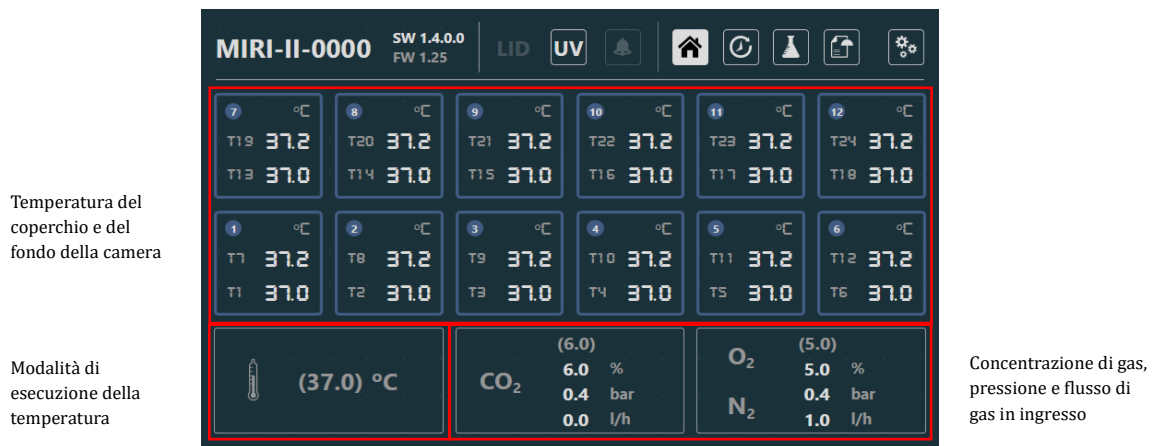 MIRI-II-0000 SW 1.4.0.0 LID UV
FW 1.25
7 °C 8 °C 9 °C 10 °C 11 °C 12 °C
T19 37.2 T20 37.2 T21 37.2 T22 37.2 T23 37.2 T24 37.2
T13 37.0 T14 37.0 T15 37.0 T16 37.0 T17 37.0 T18 37.0
Temperatura del
coperchio e del
fondo della camera
1 °C 2 °C 3 °C 4 °C 5 °C 6 °C
T7 37.2 T8 37.2 T9 37.2 T10 37.2 T11 37.2 T12 37.2
T1 37.0 T2 37.0 T3 37.0 T4 37.0 T5 37.0 T6 37.0
Modalità di
esecuzione della
temperatura
(37.0) °C
CO₂
(6.0)
6.0 %
0.4 bar
0.0 l/h
O₂
N₂
(5.0)
5.0 %
0.4 bar
1.0 l/h
Concentrazione di gas,
pressione e flusso di
gas in ingresso